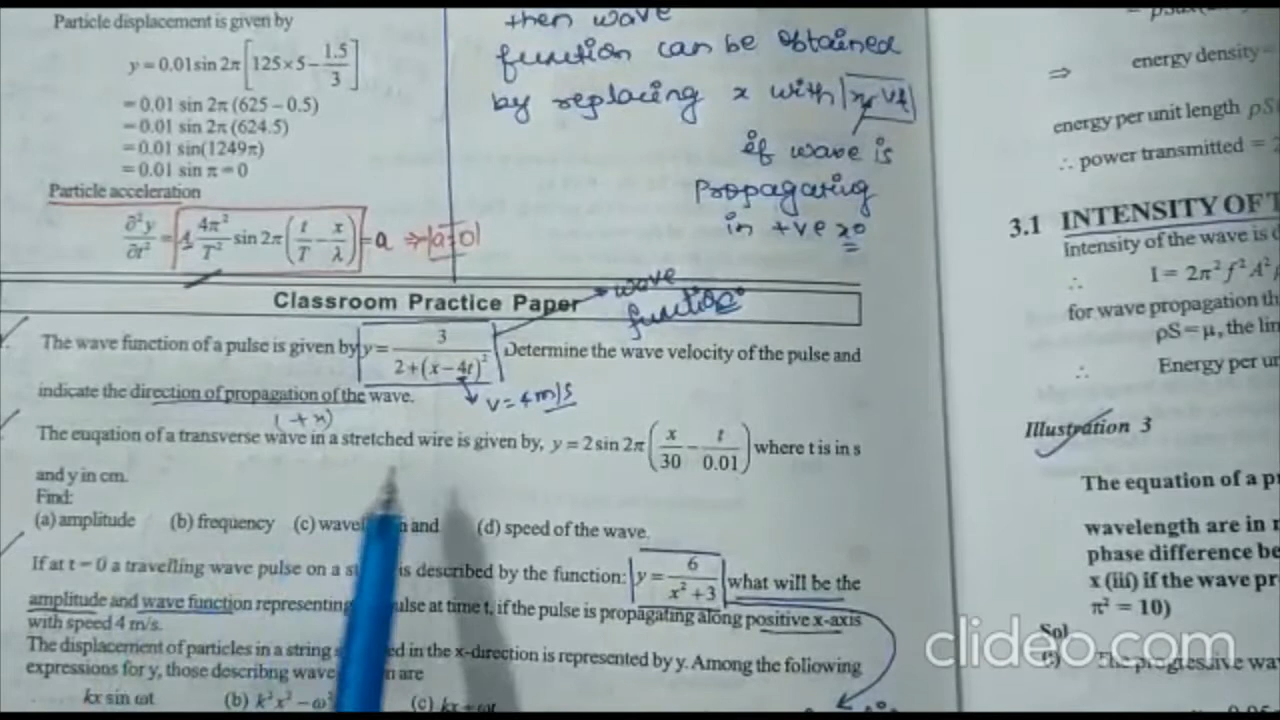 Particle displacement is given by
y = 0.01 sin 2π [125×5 − 1.5/3]
= 0.01 sin 2π (625 − 0.5)
= 0.01 sin 2π (624.5)
= 0.01 sin(1249π)
= 0.01 sin π = 0
Particle acceleration
∂²y/∂t² = A 4π²/T² sin 2π (t/T − x/λ) = a ⇒ |a=0|
then wave
function can be obtained
by replacing x with
if wave is
propagating
in +ve
Classroom Practice Paper
wave
function
The wave function of a pulse is given by y = 3/(2+(x−4t)²) Determine the wave velocity of the pulse and
indicate the direction of propagation of the wave.
v = 4 m/s
(+x)
The euqation of a transverse wave in a stretched wire is given by, y = 2 sin 2π (x/30 − t/0.01) where t is in s
and y in cm.
Find:
(a) amplitude (b) frequency (c) and (d) speed of the wave.
If at t = 0 a travelling wave pulse on a is described by the function: y = 6/(x²+3) what will be the
amplitude and wave function representing at time t, if the pulse is propagating along positive x-axis
with speed 4 m/s.
The displacement of particles in a string in the x-direction is represented by y. Among the following
expressions for y, those describng wave are
kx sin ωt (b) k²x² − ω² (c) kx + ωt
energy density =
⇒
energy per unit length
∴ power transmitted =
3.1 INTENSITY OF
Intensity of the wave is
∴ I = 2π² f² A²
for wave propagation
ρS = μ, the
∴ Energy per
Illustration 3
The equation of a
wavelength are in
phase difference
x (iii) if the wave
π² = 10)
Sol
The progressive
clideo.com